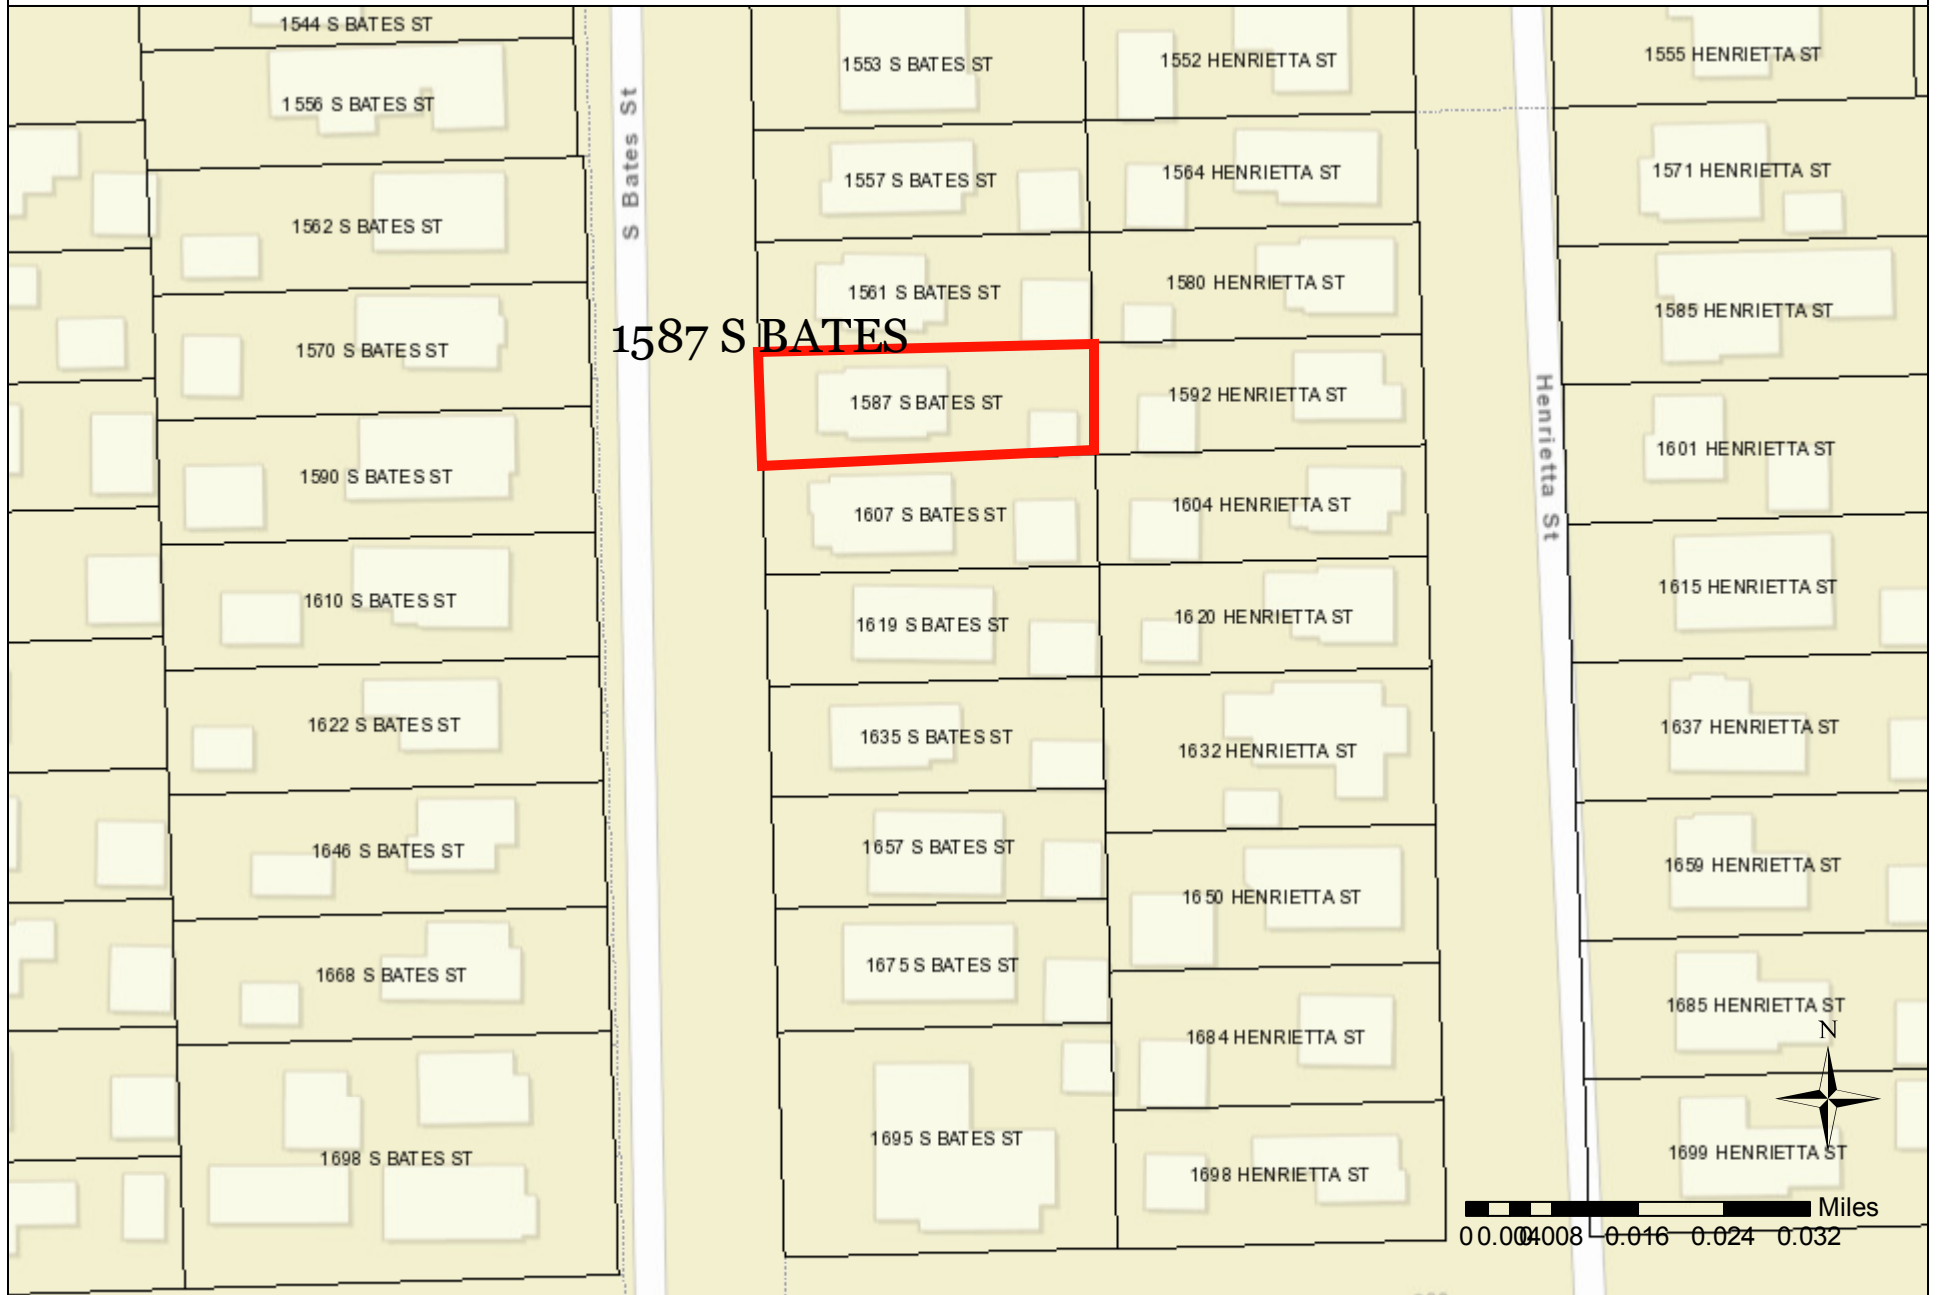 1544 S BATES ST
1556 S BATES ST
1562 S BATES ST
1570 S BATES ST
1590 S BATES ST
1610 S BATES ST
1622 S BATES ST
1646 S BATES ST
1668 S BATES ST
1698 S BATES ST
S Bates St
1587 S BATES
1553 S BATES ST
1557 S BATES ST
1561 S BATES ST
1587 S BATES ST
1607 S BATES ST
1619 S BATES ST
1635 S BATES ST
1657 S BATES ST
1675 S BATES ST
1695 S BATES ST
1552 HENRIETTA ST
1564 HENRIETTA ST
1580 HENRIETTA ST
1592 HENRIETTA ST
1604 HENRIETTA ST
1620 HENRIETTA ST
1632 HENRIETTA ST
1650 HENRIETTA ST
1684 HENRIETTA ST
1698 HENRIETTA ST
Henrietta St
1555 HENRIETTA ST
1571 HENRIETTA ST
1585 HENRIETTA ST
1601 HENRIETTA ST
1615 HENRIETTA ST
1637 HENRIETTA ST
1659 HENRIETTA ST
1685 HENRIETTA ST
N
1699 HENRIETTA ST
Miles
0 0.004 0.008 0.016 0.024 0.032